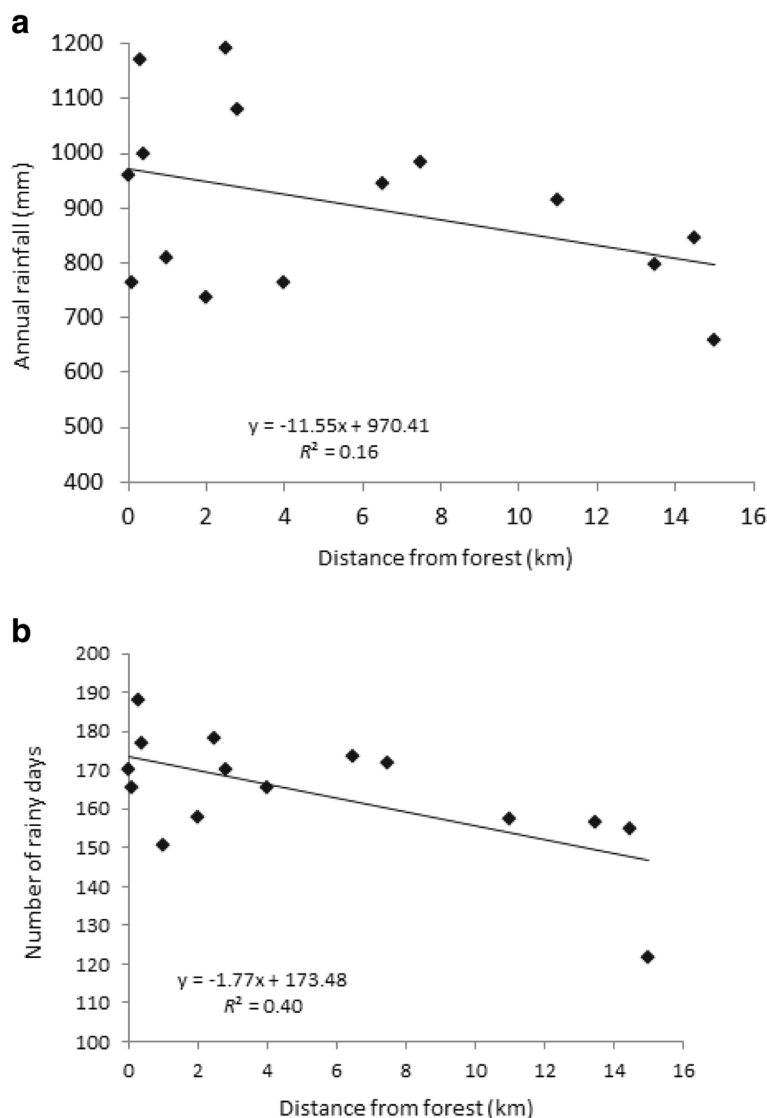 a
1200
1100
1000
900
800
700
600
500
400
Annual rainfall (mm)
y = -11.55x + 970.41
R² = 0.16
0 2 4 6 8 10 12 14 16
Distance from forest (km)
b
200
190
180
170
160
150
140
130
120
110
100
Number of rainy days
y = -1.77x + 173.48
R² = 0.40
0 2 4 6 8 10 12 14 16
Distance from forest (km)